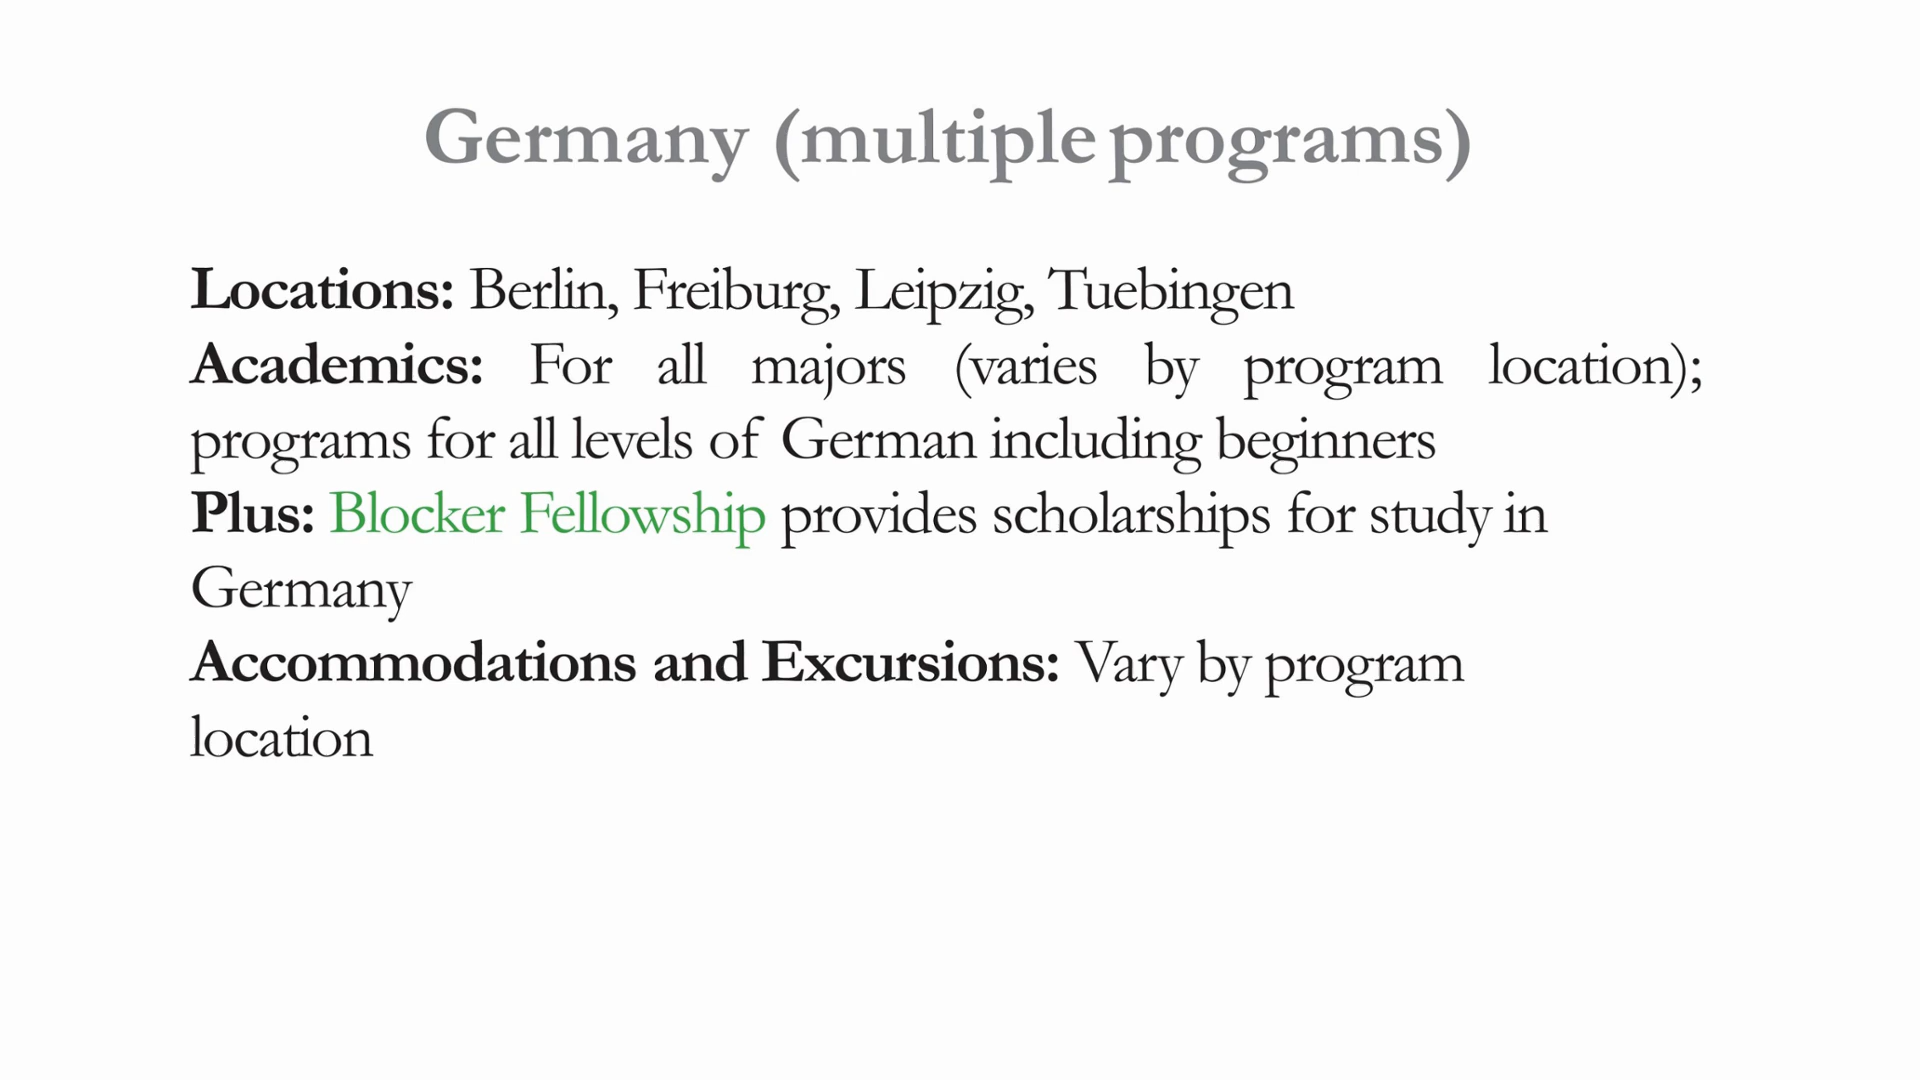 Germany (multiple programs)
Locations: Berlin, Freiburg, Leipzig, Tuebingen
Academics: For all majors (varies by program location);
programs for all levels of German including beginners
Plus: Blocker Fellowship provides scholarships for study in
Germany
Accommodations and Excursions: Vary by program
location